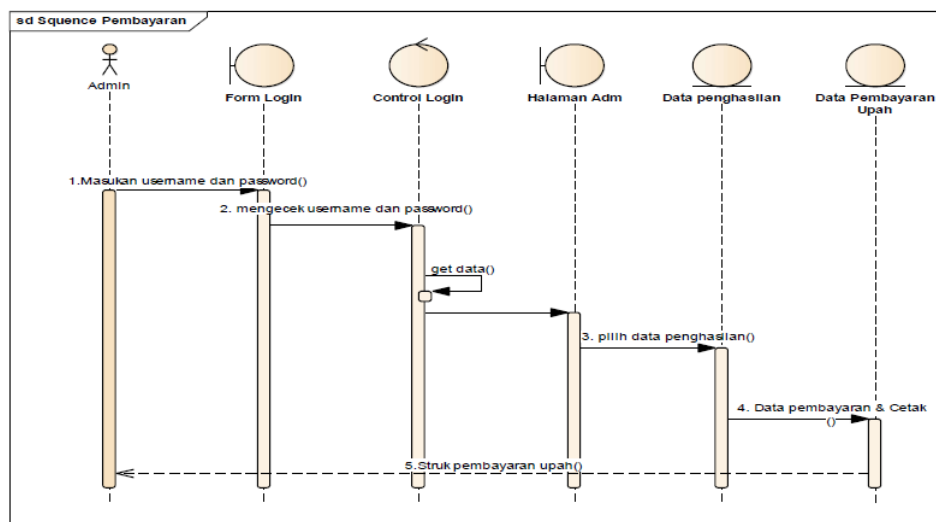 sd Squence Pembayaran
Admin
Form Login
Control Login
Halaman Adm
Data penghasilan
Data Pembayaran
Upah
1.Masukan username dan password()
2. mengecek username dan password()
get data()
3. pilih data penghasilan()
4. Data pembayaran & Cetak
()
5.Struk pembayaran upah()